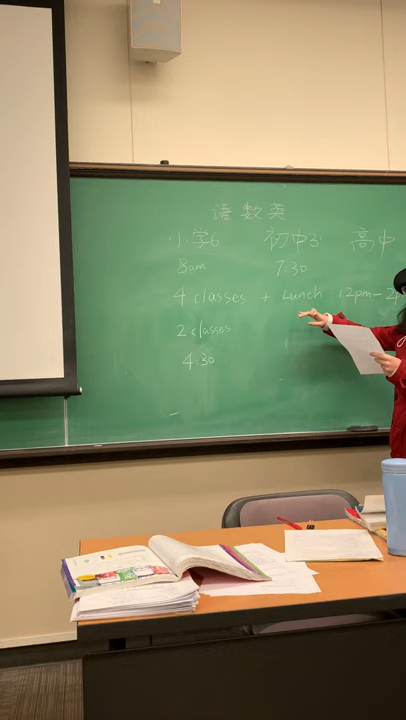 语 数 英
小学6 初中3 高中
8am 7:30
4 classes + Lunch 12pm - 2p
2 classes
4:30